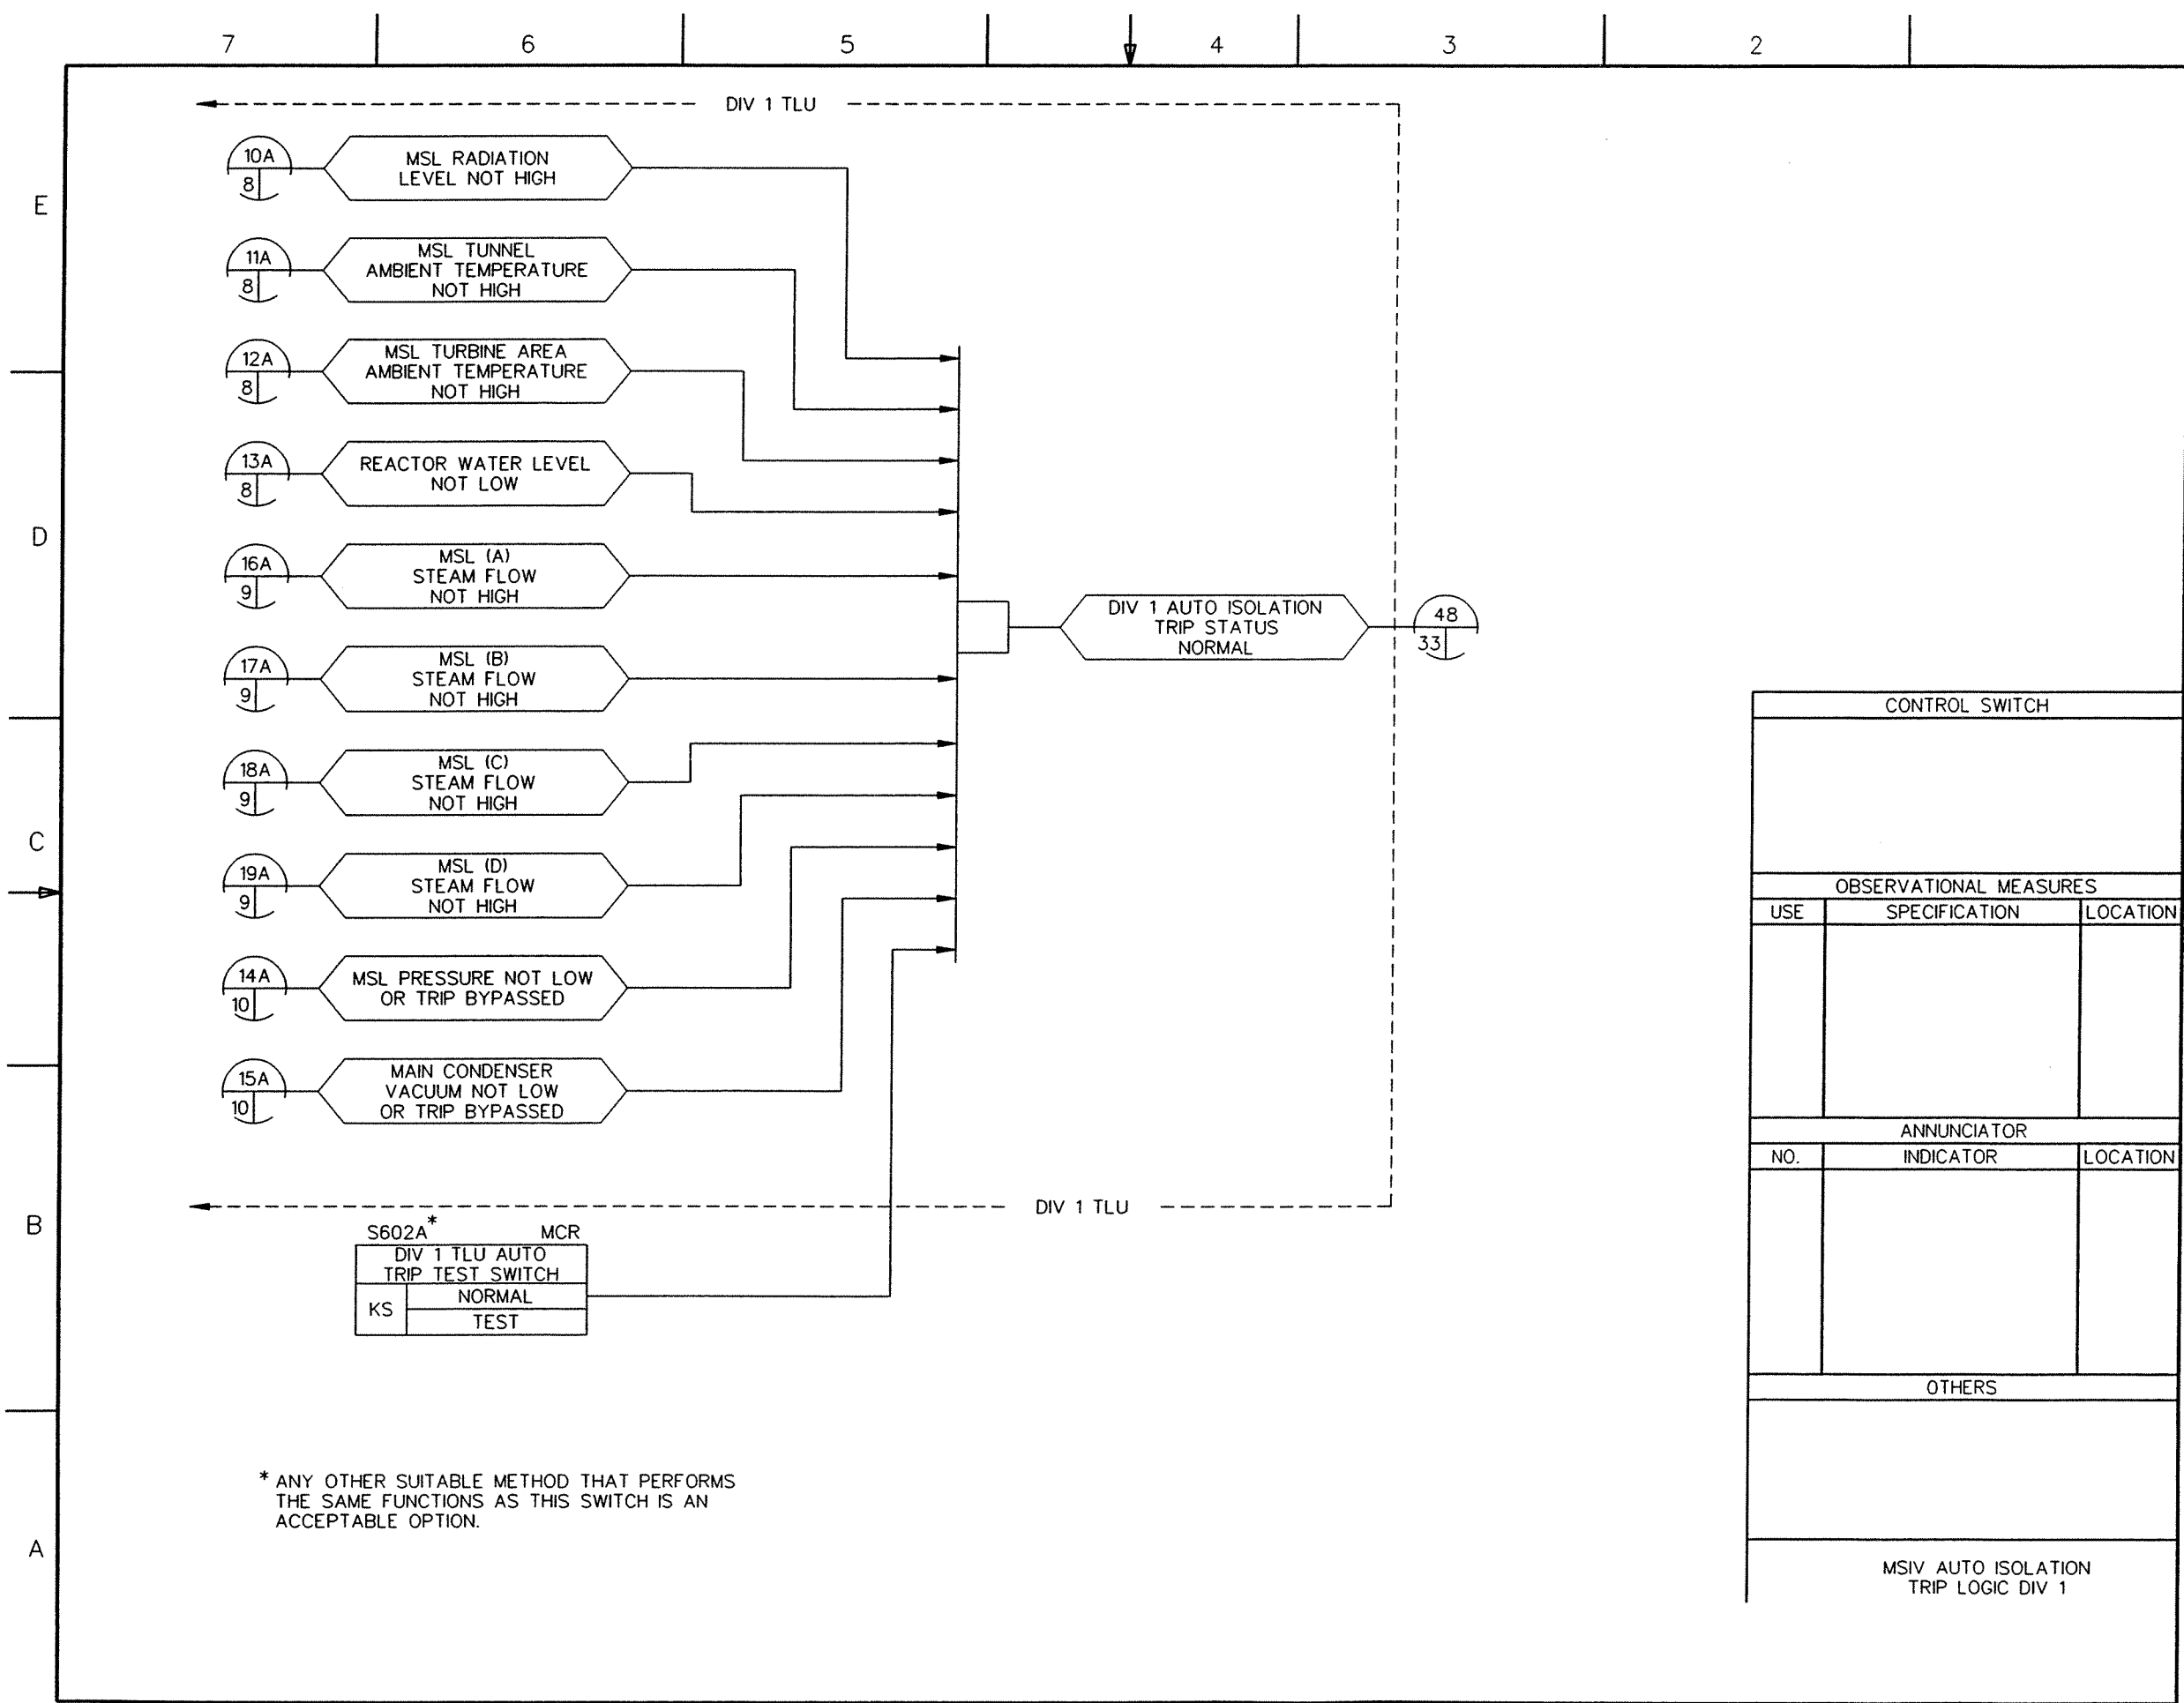 7 6 5 4 3 2
DIV 1 TLU
E
10A
8
MSL RADIATION
LEVEL NOT HIGH
11A
8
MSL TUNNEL
AMBIENT TEMPERATURE
NOT HIGH
12A
8
MSL TURBINE AREA
AMBIENT TEMPERATURE
NOT HIGH
D
13A
8
REACTOR WATER LEVEL
NOT LOW
16A
9
MSL (A)
STEAM FLOW
NOT HIGH
DIV 1 AUTO ISOLATION
TRIP STATUS
NORMAL
48
33
17A
9
MSL (B)
STEAM FLOW
NOT HIGH
C
18A
9
MSL (C)
STEAM FLOW
NOT HIGH
19A
9
MSL (D)
STEAM FLOW
NOT HIGH
14A
10
MSL PRESSURE NOT LOW
OR TRIP BYPASSED
15A
10
MAIN CONDENSER
VACUUM NOT LOW
OR TRIP BYPASSED
B
DIV 1 TLU
S602A* MCR
DIV 1 TLU AUTO
TRIP TEST SWITCH
KS
NORMAL
TEST
A
* ANY OTHER SUITABLE METHOD THAT PERFORMS
THE SAME FUNCTIONS AS THIS SWITCH IS AN
ACCEPTABLE OPTION.
CONTROL SWITCH
OBSERVATIONAL MEASURES
USE SPECIFICATION LOCATION
ANNUNCIATOR
NO. INDICATOR LOCATION
OTHERS
MSIV AUTO ISOLATION
TRIP LOGIC DIV 1